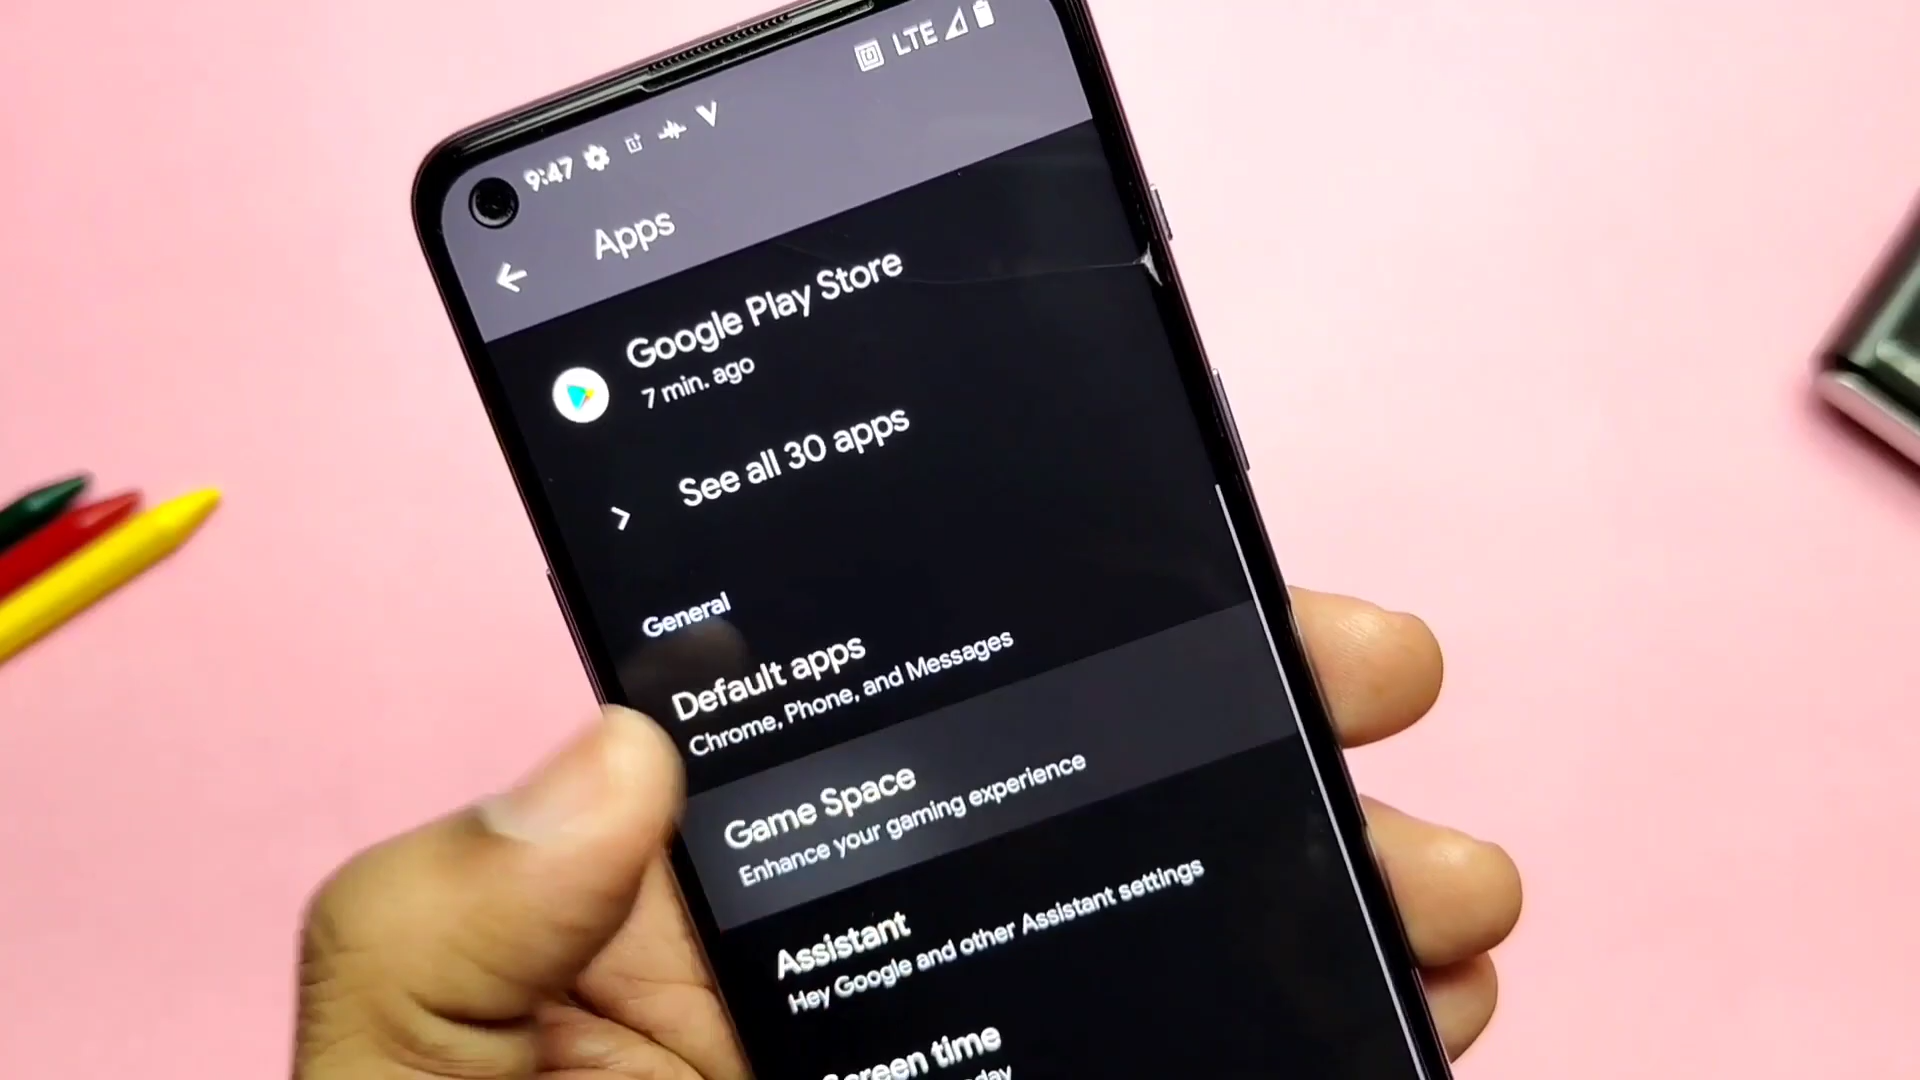 9:47
LTE
Apps
Google Play Store
7 min. ago
See all 30 apps
General
Default apps
Chrome, Phone, and Messages
Game Space
Enhance your gaming experience
Assistant
Hey Google and other Assistant settings
Screen time